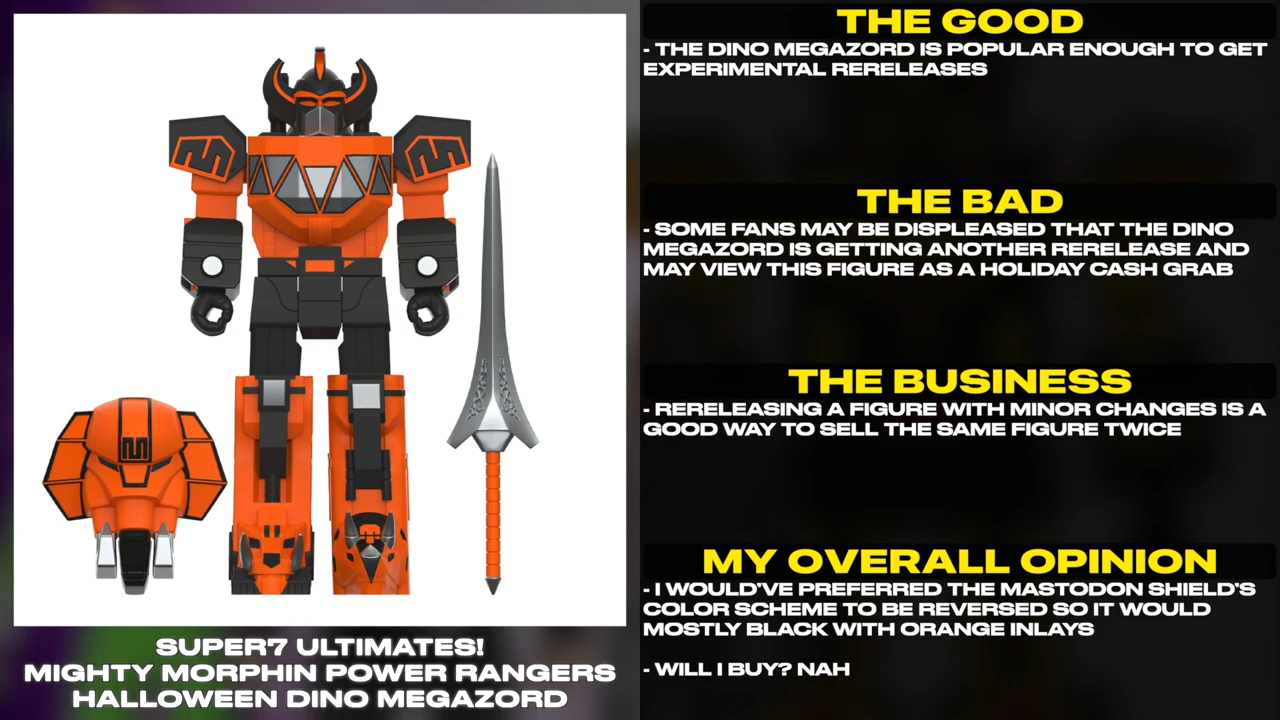 SUPER7 ULTIMATES!
MIGHTY MORPHIN POWER RANGERS
HALLOWEEN DINO MEGAZORD
THE GOOD
- THE DINO MEGAZORD IS POPULAR ENOUGH TO GET
EXPERIMENTAL RERELEASES
THE BAD
- SOME FANS MAY BE DISPLEASED THAT THE DINO
MEGAZORD IS GETTING ANOTHER RERELEASE AND
MAY VIEW THIS FIGURE AS A HOLIDAY CASH GRAB
THE BUSINESS
- RERELEASING A FIGURE WITH MINOR CHANGES IS A
GOOD WAY TO SELL THE SAME FIGURE TWICE
MY OVERALL OPINION
- I WOULD'VE PREFERRED THE MASTODON SHIELD'S
COLOR SCHEME TO BE REVERSED SO IT WOULD
MOSTLY BLACK WITH ORANGE INLAYS
- WILL I BUY? NAH